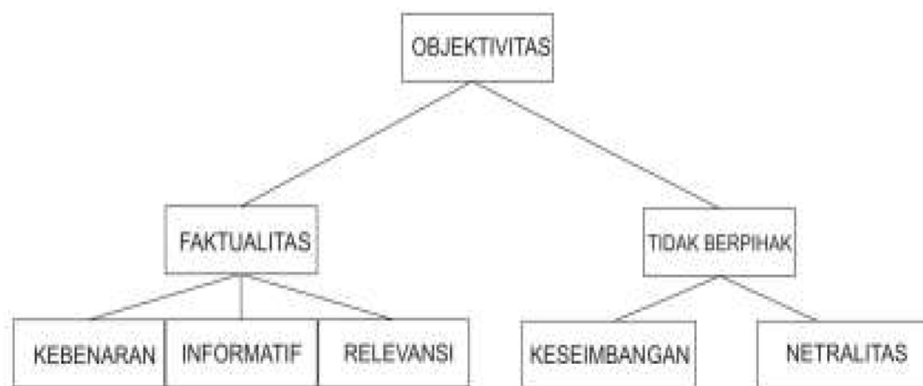 OBJEKTIVITAS
FAKTUALITAS
TIDAK BERPIHAK
KEBENARAN
INFORMATIF
RELEVANSI
KESEIMBANGAN
NETRALITAS